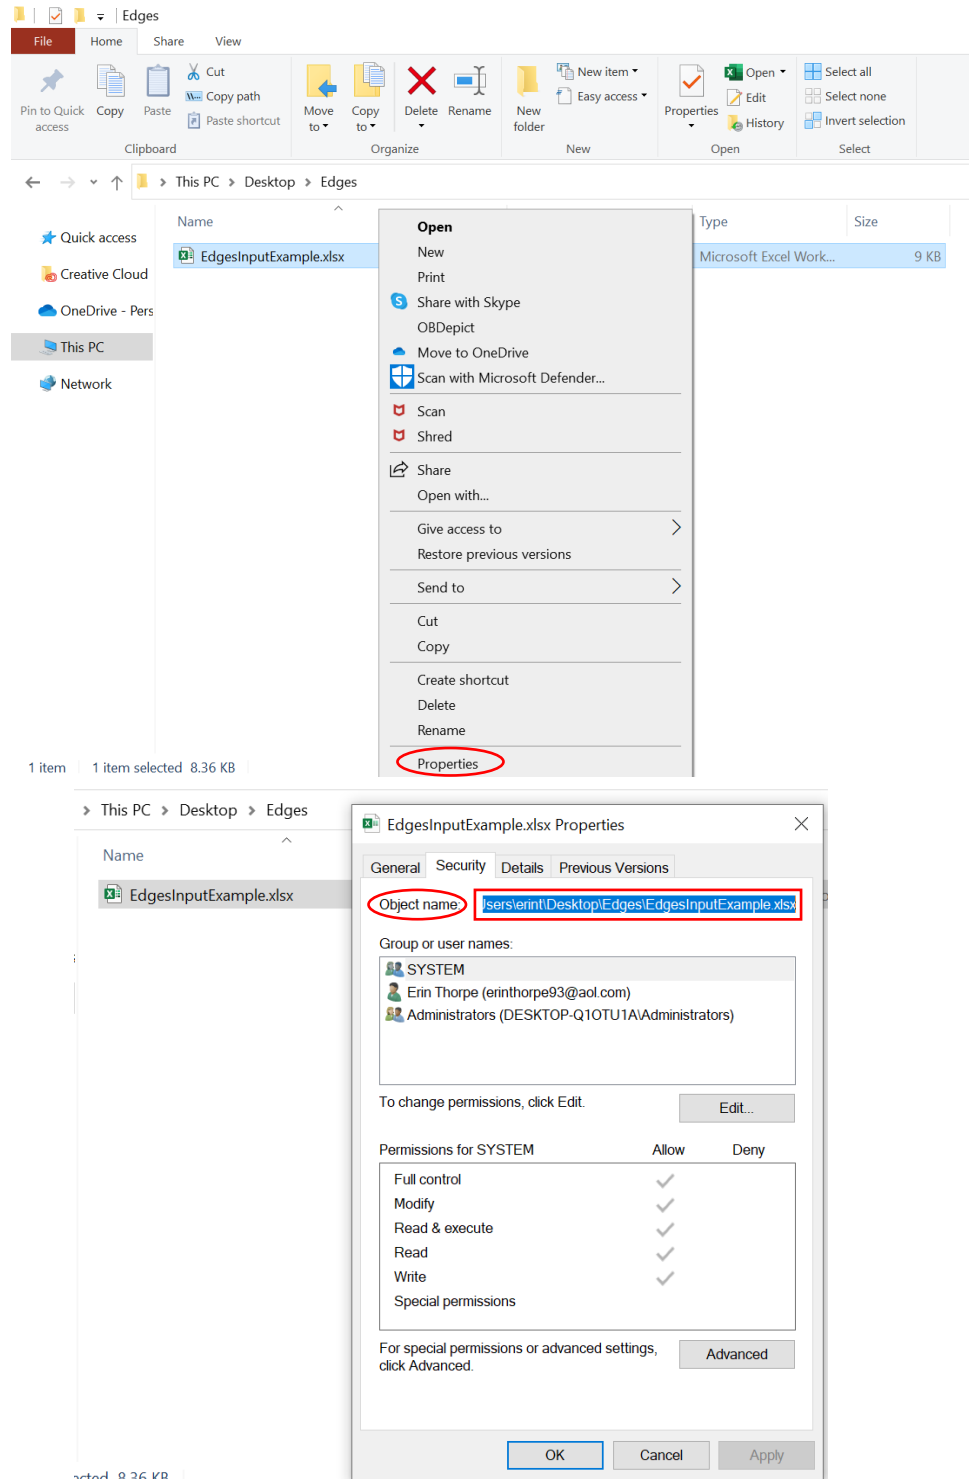 Edges
File Home Share View
Pin to Quick access
Copy
Paste
Cut
Copy path
Paste shortcut
Clipboard
Move to
Copy to
Delete
Rename
Organize
New folder
New item
Easy access
New
Properties
Open
Edit
History
Open
Select all
Select none
Invert selection
Select
This PC > Desktop > Edges
Name Type Size
EdgesInputExample.xlsx Microsoft Excel Work... 9 KB
Quick access
Creative Cloud
OneDrive - Pers
This PC
Network
Open
New
Print
Share with Skype
OBDepict
Move to OneDrive
Scan with Microsoft Defender...
Scan
Shred
Share
Open with...
Give access to
Restore previous versions
Send to
Cut
Copy
Create shortcut
Delete
Rename
Properties
1 item 1 item selected 8.36 KB
This PC > Desktop > Edges
Name
EdgesInputExample.xlsx
EdgesInputExample.xlsx Properties
General Security Details Previous Versions
Object name: Jsers\erint\Desktop\Edges\EdgesInputExample.xlsx
Group or user names:
SYSTEM
Erin Thorpe (erinthorpe93@aol.com)
Administrators (DESKTOP-Q1OTU1A\Administrators)
To change permissions, click Edit.
Edit...
Permissions for SYSTEM Allow Deny
Full control
Modify
Read & execute
Read
Write
Special permissions
For special permissions or advanced settings,
click Advanced.
Advanced
OK Cancel Apply
8.36 KB